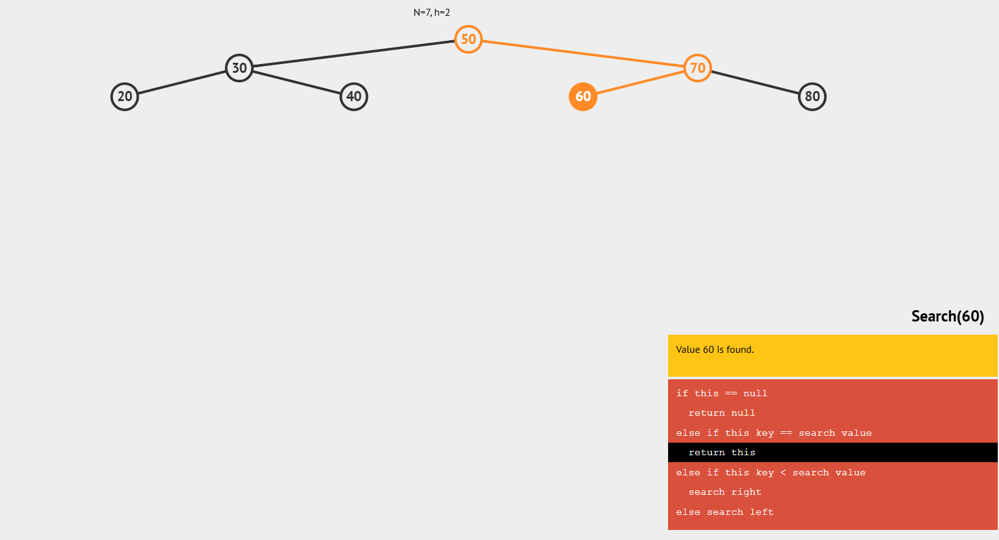 N=7, h=2
50
30
70
20
40
60
80
Search(60)
Value 60 is found.
if this == null
return null
else if this key == search value
return this
else if this key < search value
search right
else search left